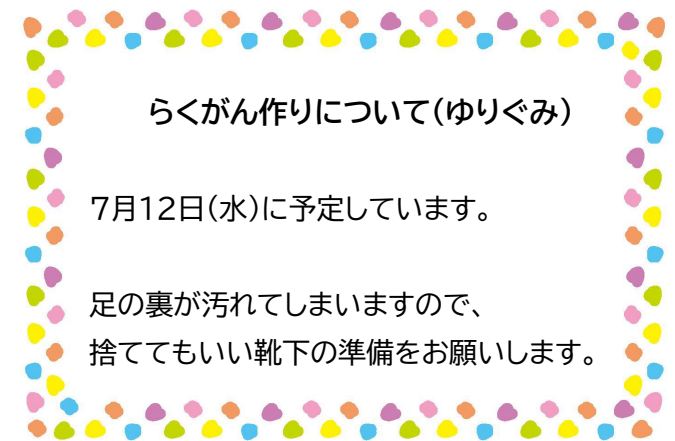 らくがん作りについて(ゆりぐみ)
7月12日(水)に予定しています。
足の裏が汚れてしまいますので、
捨ててもいい靴下の準備をお願いします。